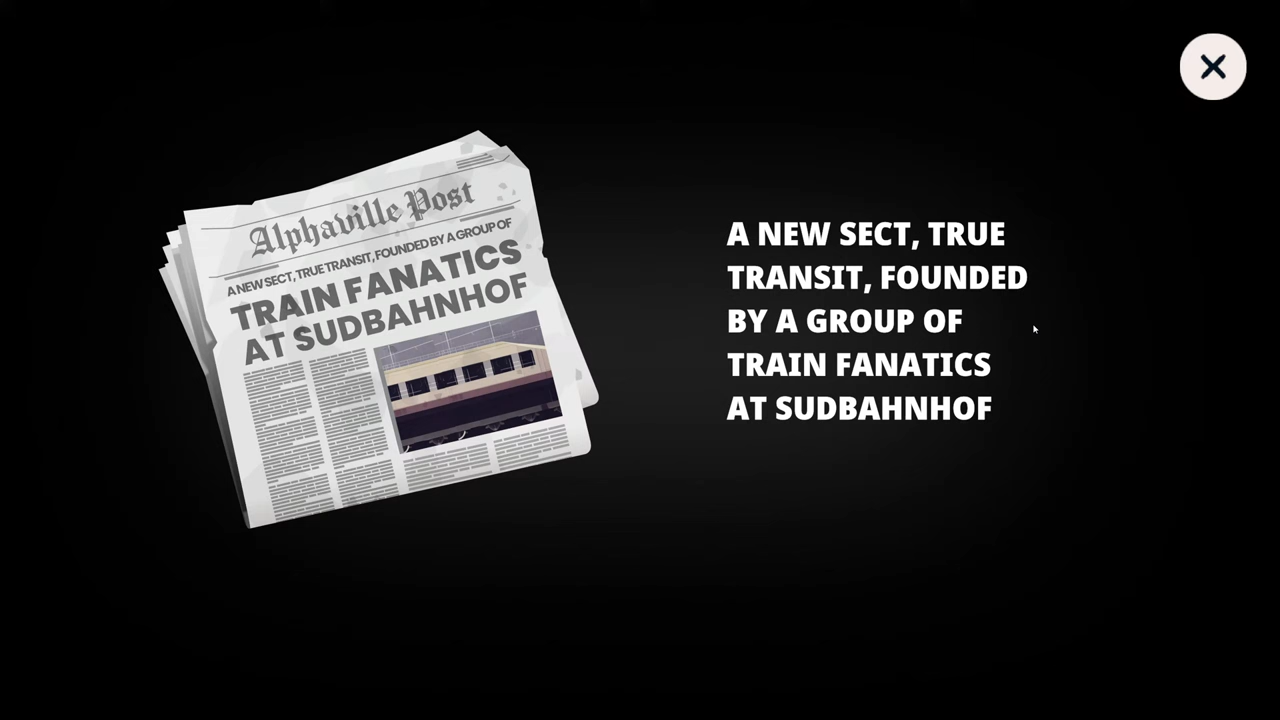 Alphaville Post
A NEW SECT, TRUE TRANSIT, FOUNDED BY A GROUP OF
TRAIN FANATICS
AT SUDBAHNHOF
A NEW SECT, TRUE
TRANSIT, FOUNDED
BY A GROUP OF
TRAIN FANATICS
AT SUDBAHNHOF